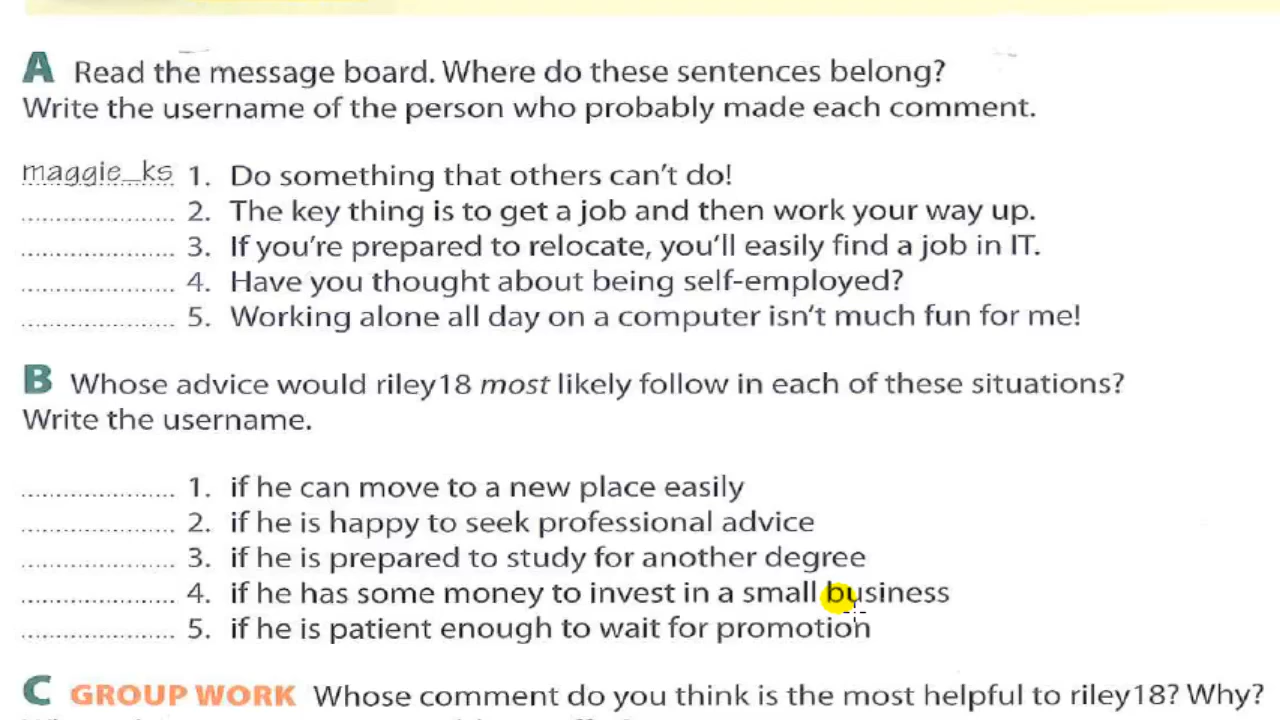 A Read the message board. Where do these sentences belong?
Write the username of the person who probably made each comment.
maggie_ks 1. Do something that others can't do!
.................... 2. The key thing is to get a job and then work your way up.
.................... 3. If you're prepared to relocate, you'll easily find a job in IT.
.................... 4. Have you thought about being self-employed?
.................... 5. Working alone all day on a computer isn't much fun for me!
B Whose advice would riley18 most likely follow in each of these situations?
Write the username.
.................... 1. if he can move to a new place easily
.................... 2. if he is happy to seek professional advice
.................... 3. if he is prepared to study for another degree
.................... 4. if he has some money to invest in a small business
.................... 5. if he is patient enough to wait for promotion
C GROUP WORK Whose comment do you think is the most helpful to riley18? Why?